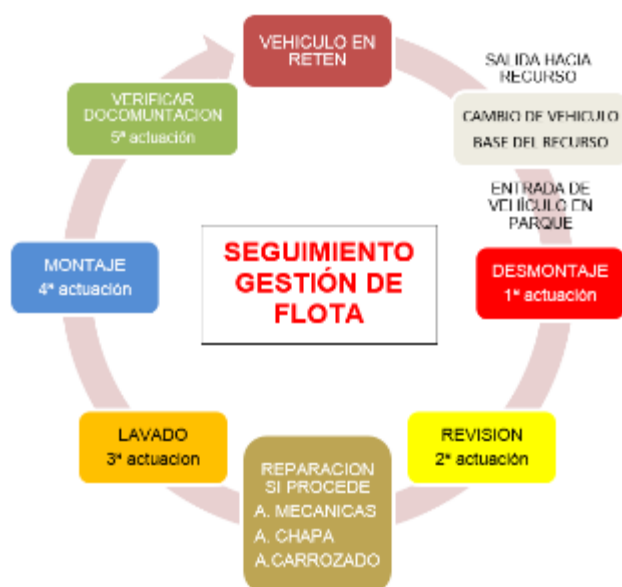 VEHICULO EN
RETEN
SALIDA HACIA
RECURSO
CAMBIO DE VEHICULO
BASE DEL RECURSO
ENTRADA DE
VEHÍCULO EN
PARQUE
DESMONTAJE
1ª actuación
REVISION
2ª actuación
REPARACION
SI PROCEDE
A. MECANICAS
A. CHAPA
A.CARROZADO
LAVADO
3ª actuacion
MONTAJE
4ª actuación
VERIFICAR
DOCOMUNTACION
5ª actuación
SEGUIMIENTO
GESTIÓN DE
FLOTA